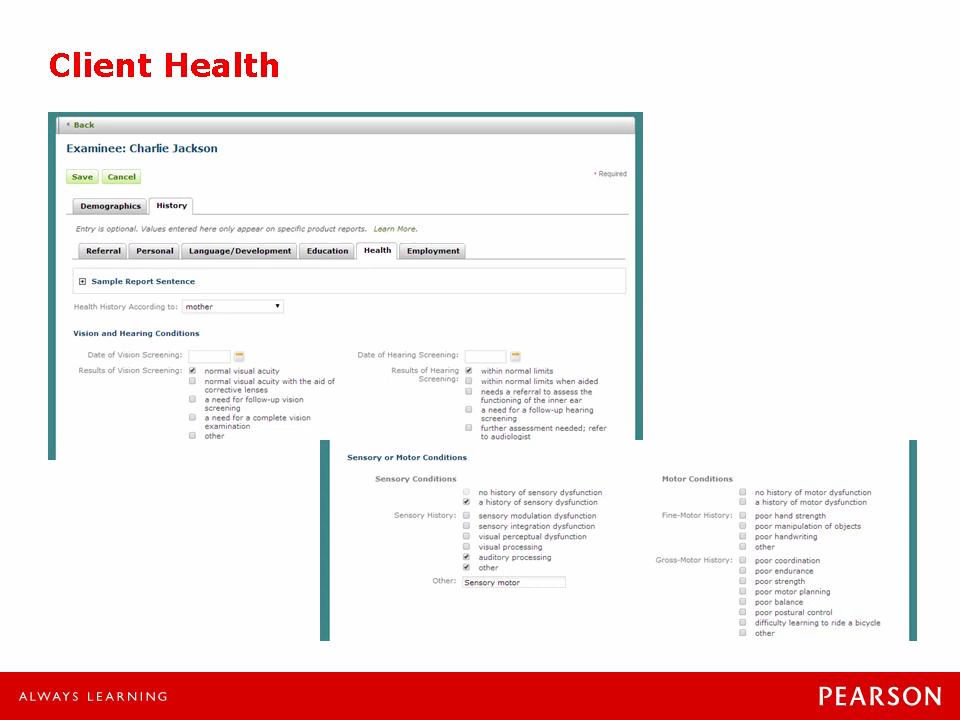 Client Health
* Back
Examinee: Charlie Jackson
Save Cancel
* Required
Demographics History
Entry is optional. Values entered here only appear on specific product reports. Learn More.
Referral Personal Language/Development Education Health Employment
Sample Report Sentence
Health History According to: mother
Vision and Hearing Conditions
Date of Vision Screening:
Results of Vision Screening: normal visual acuity
normal visual acuity with the aid of
corrective lenses
a need for follow-up vision
screening
a need for a complete vision
examination
other
Date of Hearing Screening:
Results of Hearing
Screening:
within normal limits
within normal limits when aided
needs a referral to assess the
functioning of the inner ear
a need for a follow-up hearing
screening
further assessment needed; refer
to audiologist
Sensory or Motor Conditions
Sensory Conditions
no history of sensory dysfunction
a history of sensory dysfunction
Sensory History: sensory modulation dysfunction
sensory integration dysfunction
visual perceptual dysfunction
visual processing
auditory processing
other
Other: Sensory motor
Motor Conditions
no history of motor dysfunction
a history of motor dysfunction
Fine-Motor History: poor hand strength
poor manipulation of objects
poor handwriting
other
Gross-Motor History: poor coordination
poor endurance
poor strength
poor motor planning
poor balance
poor postural control
difficulty learning to ride a bicycle
other
ALWAYS LEARNING
PEARSON